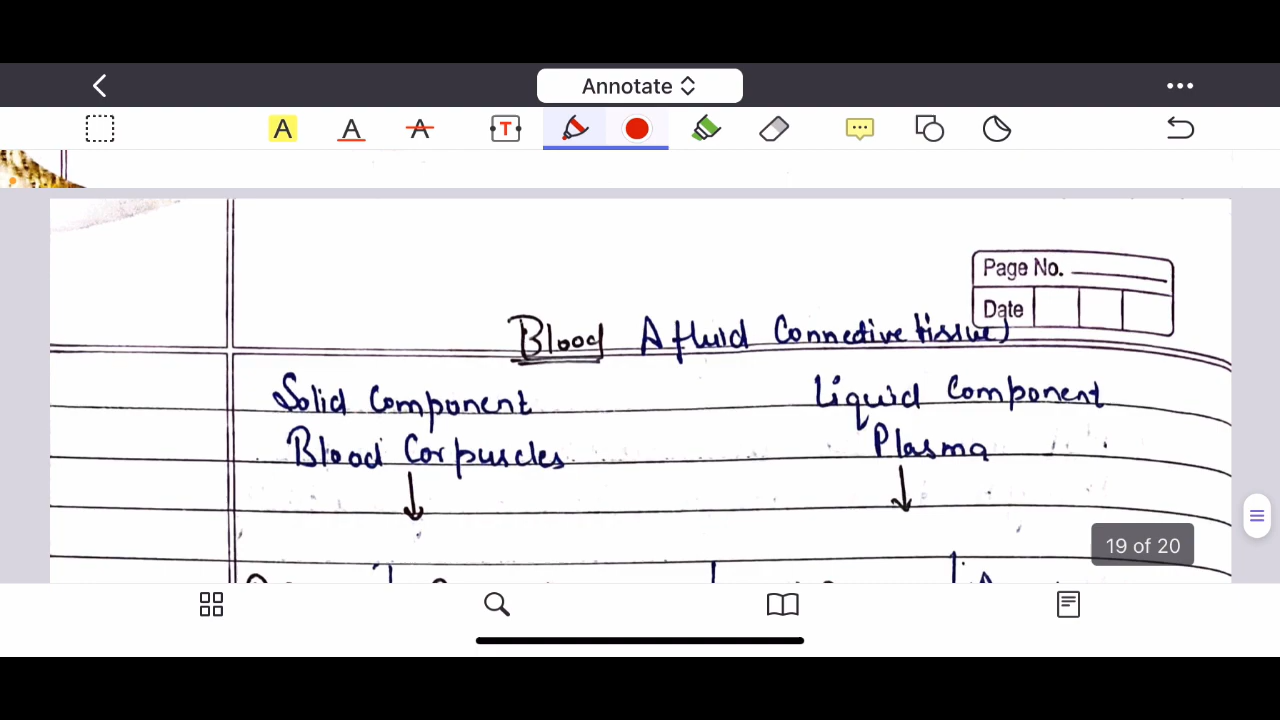 Annotate
A A A T
Page No.
Date
Blood A fluid Connective tissue)
Solid Component Liquid Component
Blood Corpuscles Plasma
19 of 20